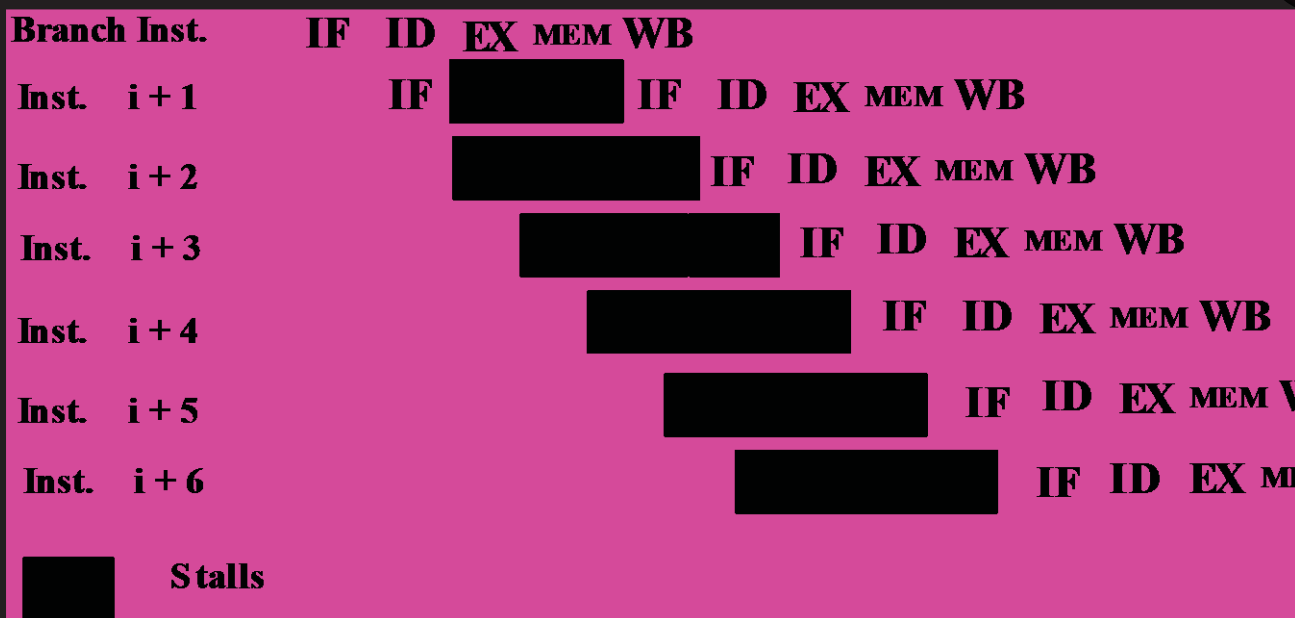 Branch Inst. IF ID EX MEM WB
Inst. i + 1 IF IF ID EX MEM WB
Inst. i + 2 IF ID EX MEM WB
Inst. i + 3 IF ID EX MEM WB
Inst. i + 4 IF ID EX MEM WB
Inst. i + 5 IF ID EX MEM
Inst. i + 6 IF ID EX
Stalls